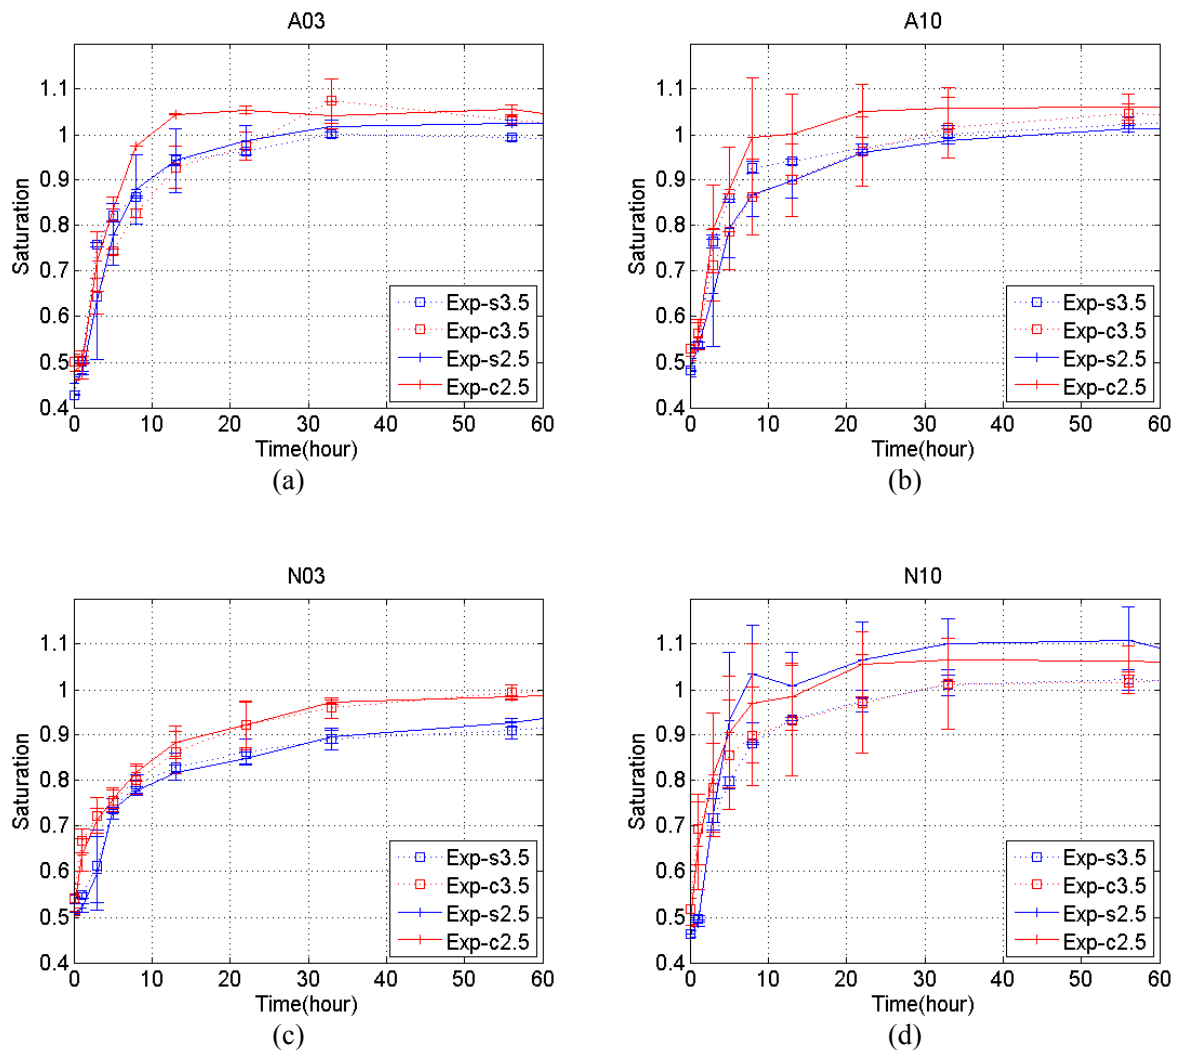 A03
A10
1.1
1
0.9
0.8
0.7
0.6
0.5
0.4
Saturation
Exp-s3.5
Exp-c3.5
Exp-s2.5
Exp-c2.5
0 10 20 30 40 50 60
Time(hour)
(a)
1.1
1
0.9
0.8
0.7
0.6
0.5
0.4
Saturation
Exp-s3.5
Exp-c3.5
Exp-s2.5
Exp-c2.5
0 10 20 30 40 50 60
Time(hour)
(b)
N03
N10
1.1
1
0.9
0.8
0.7
0.6
0.5
0.4
Saturation
Exp-s3.5
Exp-c3.5
Exp-s2.5
Exp-c2.5
0 10 20 30 40 50 60
Time(hour)
(c)
1.1
1
0.9
0.8
0.7
0.6
0.5
0.4
Saturation
Exp-s3.5
Exp-c3.5
Exp-s2.5
Exp-c2.5
0 10 20 30 40 50 60
Time(hour)
(d)